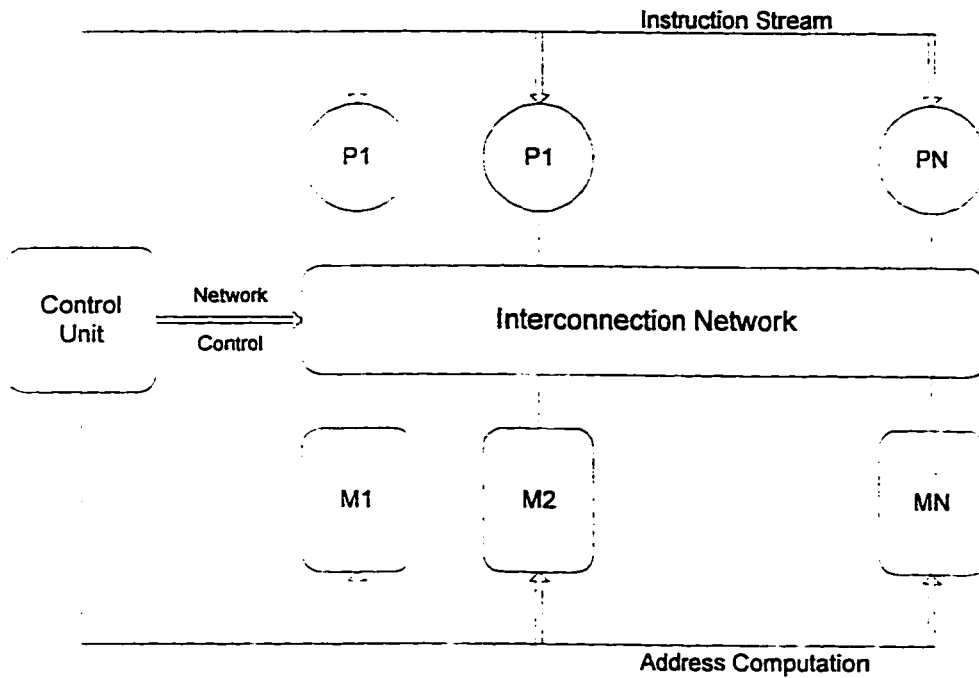 Instruction Stream
P1
P1
PN
Control
Unit
Network
Control
Interconnection Network
M1
M2
MN
Address Computation